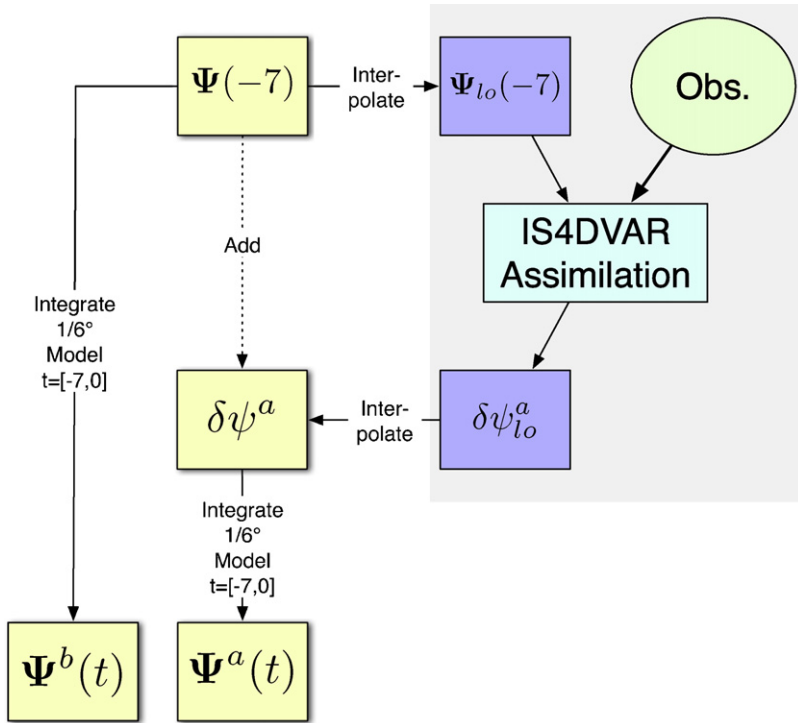 Ψ(−7)
Inter-
polate
Ψ_lo(−7)
Obs.
IS4DVAR
Assimilation
Add
Integrate
1/6°
Model
t=[-7,0]
δψ^a
Inter-
polate
δψ^a_lo
Integrate
1/6°
Model
t=[-7,0]
Ψ^b(t)
Ψ^a(t)